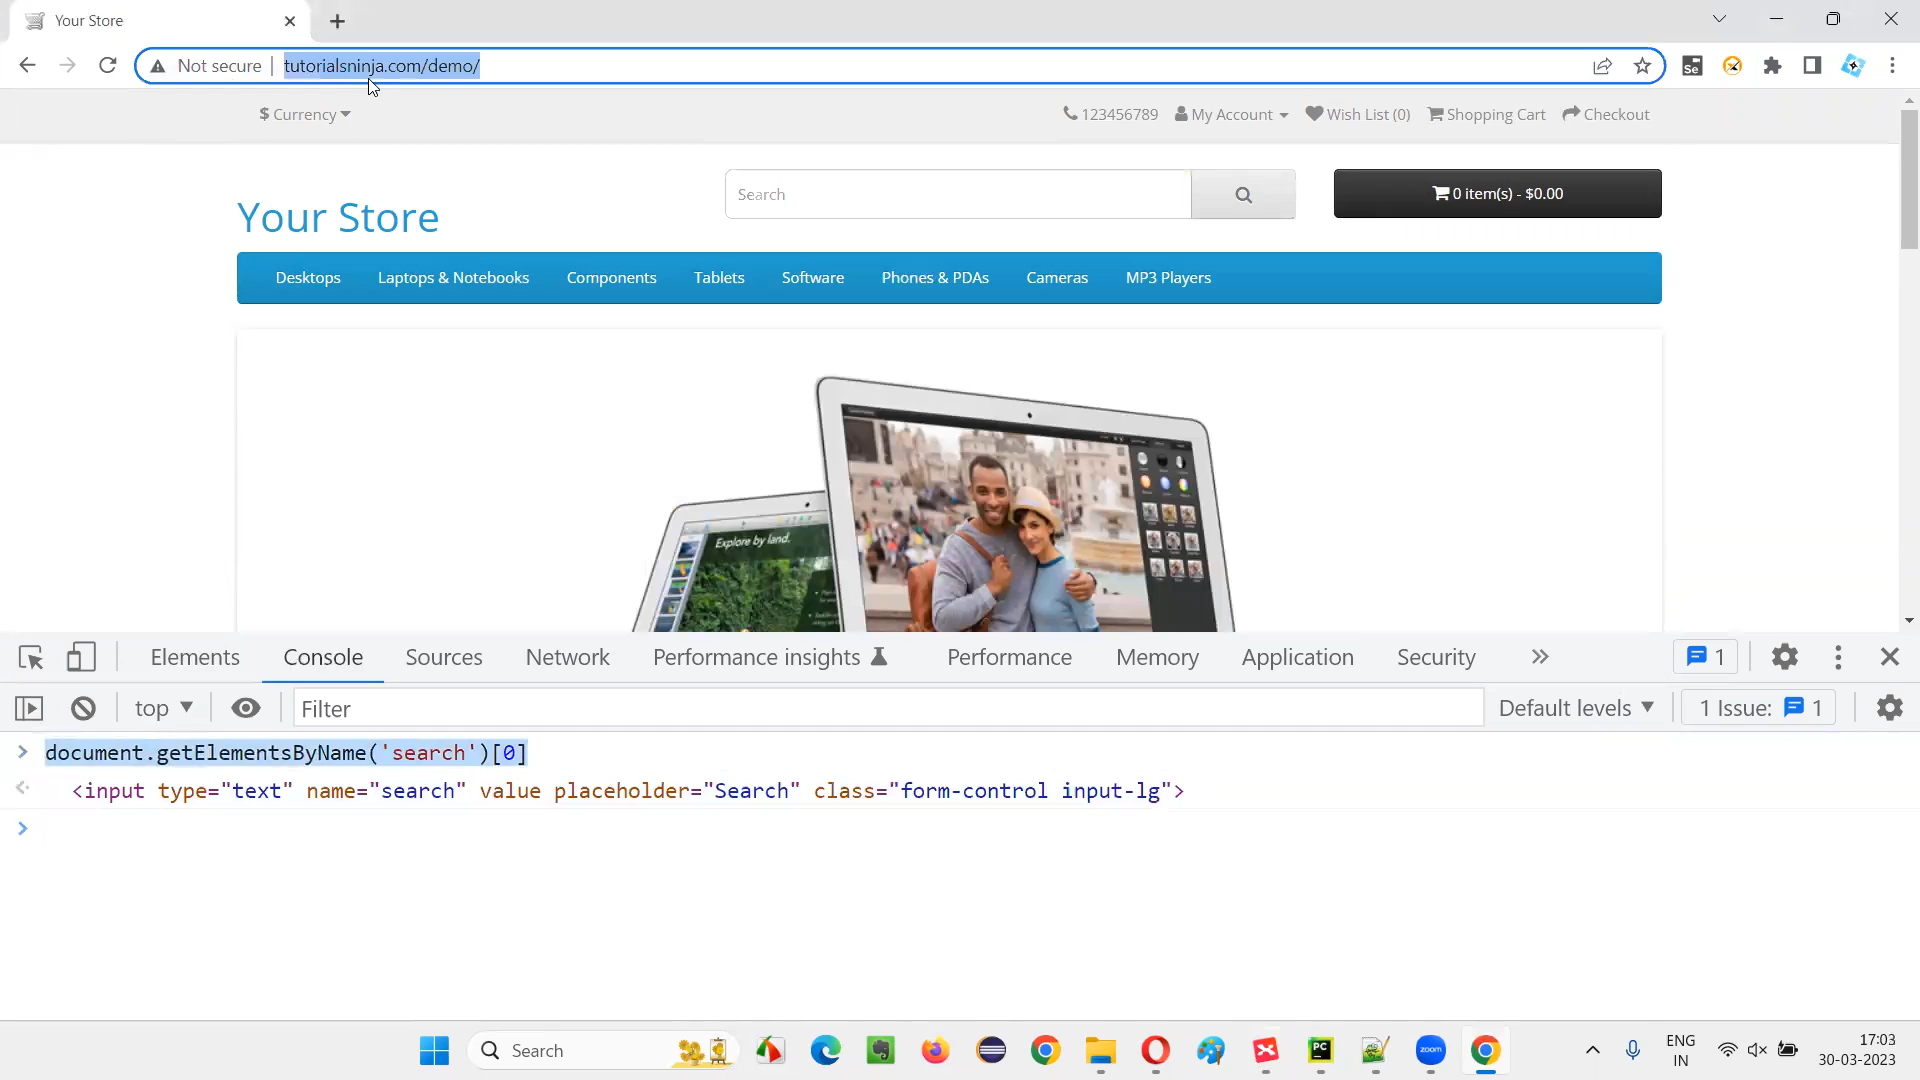 Your Store
Not secure tutorialsninja.com/demo/
$ Currency
123456789 My Account Wish List (0) Shopping Cart Checkout
Your Store
Search
0 item(s) - $0.00
Desktops Laptops & Notebooks Components Tablets Software Phones & PDAs Cameras MP3 Players
Explore by land.
Elements Console Sources Network Performance insights Performance Memory Application Security 1
top Filter Default levels 1 Issue: 1
document.getElementsByName('search')[0]
<input type="text" name="search" value placeholder="Search" class="form-control input-lg">
Search
Se
PC
zoom
ENG
IN
17:03
30-03-2023